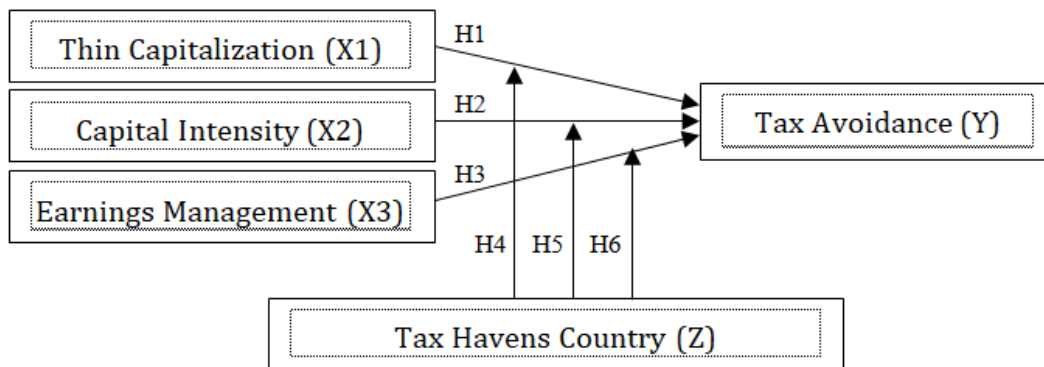 Thin Capitalization (X1)
H1
Capital Intensity (X2)
H2
Tax Avoidance (Y)
Earnings Management (X3)
H3
H4
H5
H6
Tax Havens Country (Z)